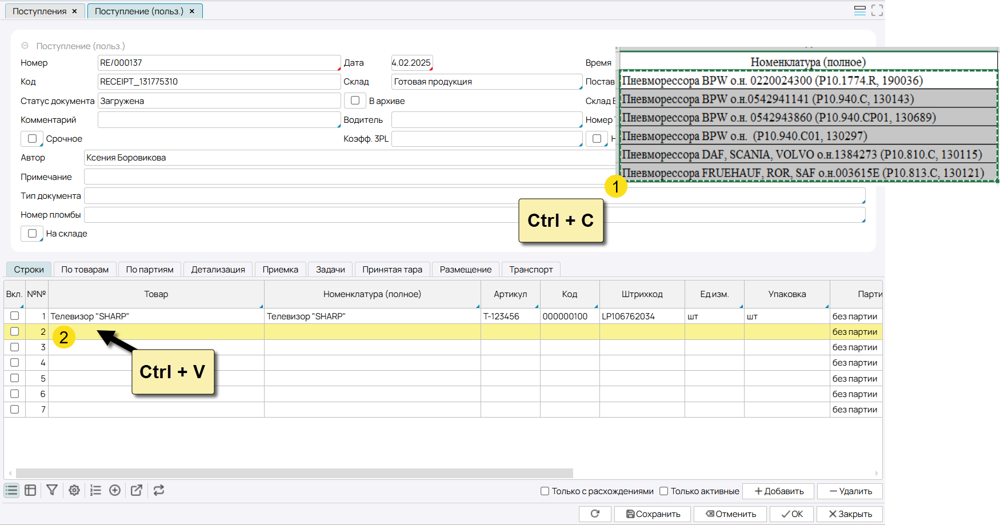 Поступления ×
Поступление (польз.) ×
Поступление (польз.)
Номер RE/000137 Дата 4.02.2025 Время
Код RECEIPT_131775310 Склад Готовая продукция Постав
Статус документа Загружена В архиве Склад
Комментарий Водитель Номер
Срочное Коэфф. 3PL
Автор Ксения Боровикова
Примечание
Тип документа
Номер пломбы
На складе
Номенклатура (полное)
Пневморессора BPW о.н. 0220024300 (P10.1774.R, 190036)
Пневморессора BPW о.н.0542941141 (P10.940.C, 130143)
Пневморессора BPW о.н. 0542943860 (P10.940.CP01, 130689)
Пневморессора BPW о.н.  (P10.940.C01, 130297)
Пневморессора DAF, SCANIA, VOLVO о.н.1384273 (P10.810.C, 130115)
Пневморессора FRUEHAUF, ROR, SAF о.н.003615E (P10.813.C, 130121)
1
Ctrl + C
Строки По товарам По партиям Детализация Приемка Задачи Принятая тара Размещение Транспорт
Вкл. №№ Товар Номенклатура (полное) Артикул Код Штрихкод Ед.изм. Упаковка Парти
1 Телевизор "SHARP" Телевизор "SHARP" T-123456 000000100 LP106762034 шт шт без партии
2 без партии
2
3 без партии
4 без партии
5 без партии
6 без партии
7 без партии
Ctrl + V
Только с расхождениями Только активные + Добавить − Удалить
Сохранить Отменить ОК Закрыть